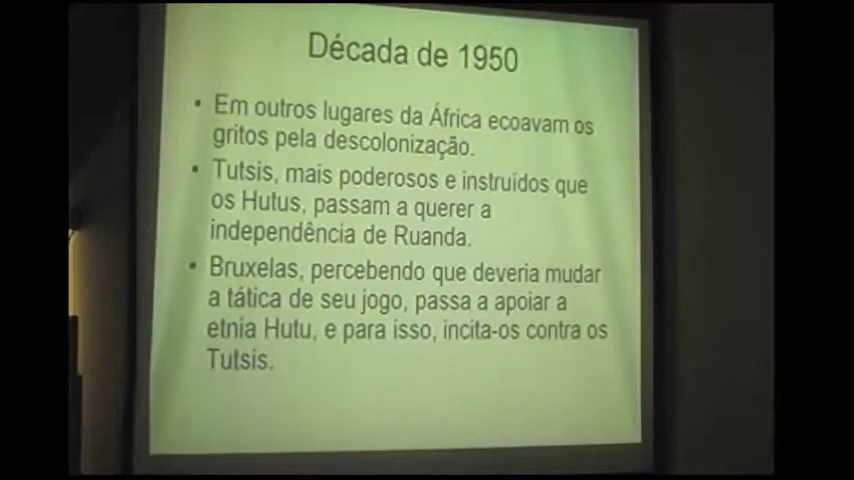 Década de 1950
• Em outros lugares da África ecoavam os
gritos pela descolonização.
• Tutsis, mais poderosos e instruídos que
os Hutus, passam a querer a
independência de Ruanda.
• Bruxelas, percebendo que deveria mudar
a tática de seu jogo, passa a apoiar a
etnia Hutu, e para isso, incita-os contra os
Tutsis.